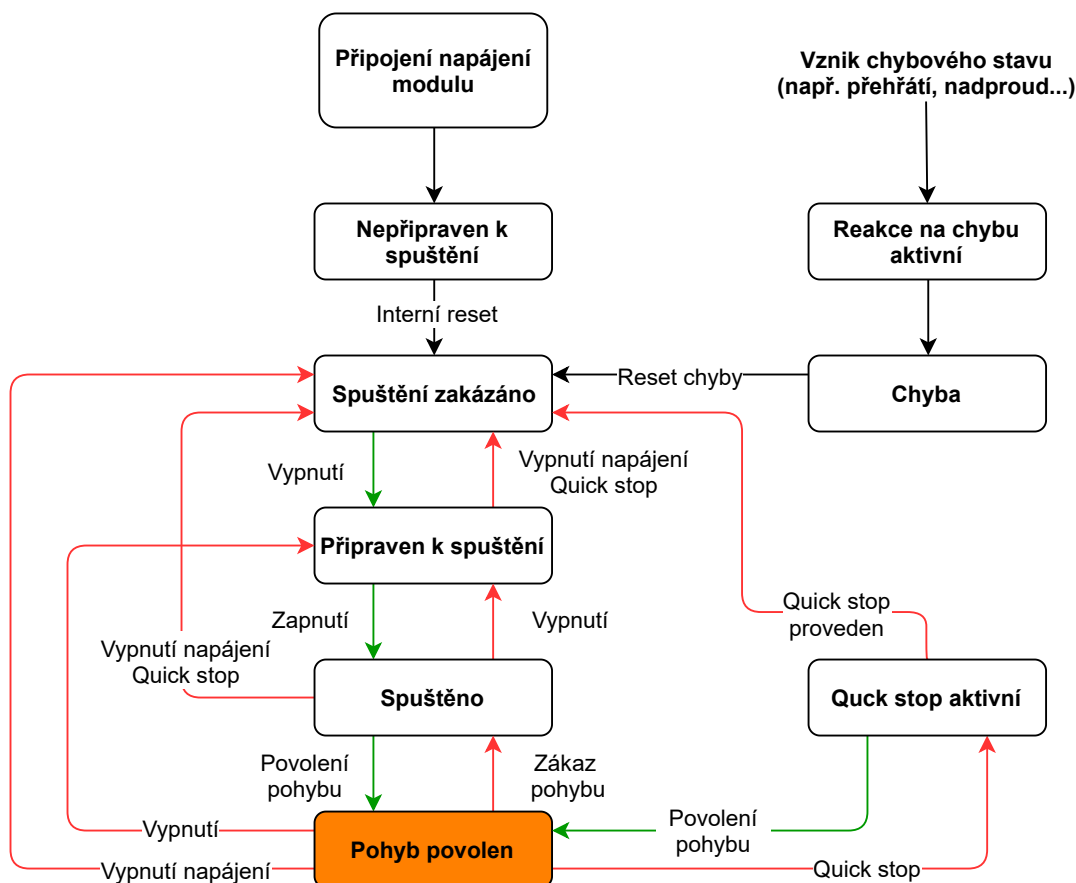 Připojení napájení
modulu
Vznik chybového stavu
(např. přehřátí, nadproud...)
Nepřipraven k
spuštění
Reakce na chybu
aktivní
Interní reset
Spuštění zakázáno
Reset chyby
Chyba
Vypnutí
Vypnutí napájení
Quick stop
Připraven k spuštění
Zapnutí
Vypnutí
Quick stop
proveden
Vypnutí napájení
Quick stop
Spuštěno
Quck stop aktivní
Povolení
pohybu
Zákaz
pohybu
Vypnutí
Pohyb povolen
Povolení
pohybu
Vypnutí napájení
Quick stop